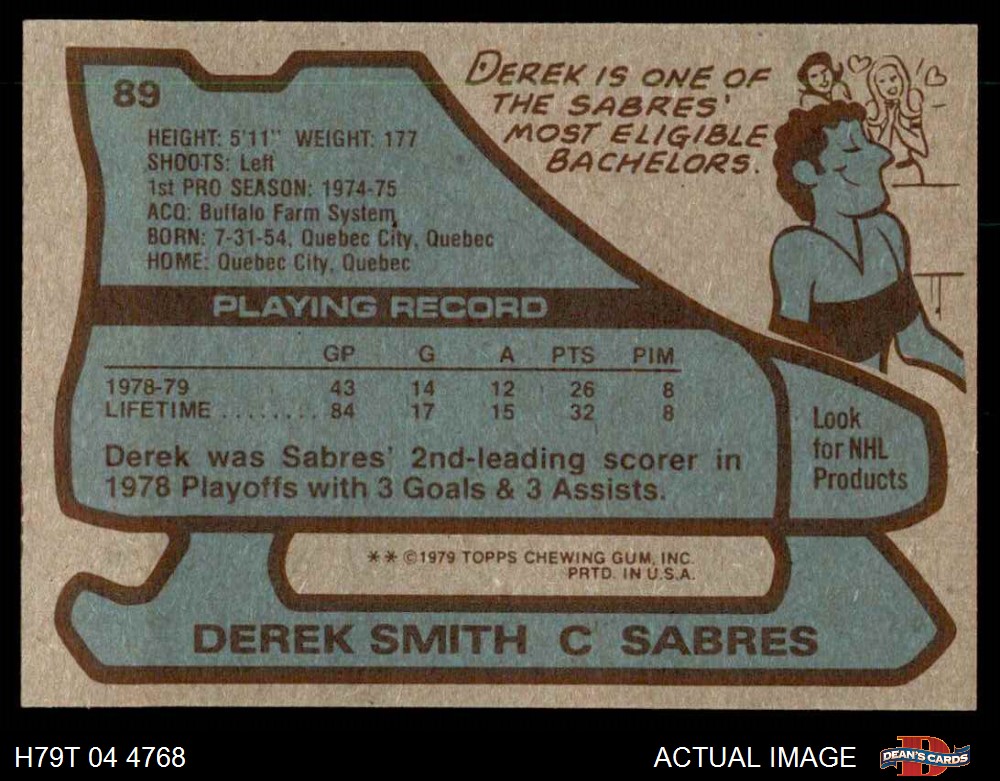 89
DEREK IS ONE OF
THE SABRES'
MOST ELIGIBLE
BACHELORS.
HEIGHT: 5'11" WEIGHT: 177
SHOOTS: Left
1st PRO SEASON: 1974-75
ACQ: Buffalo Farm System
BORN: 7-31-54, Quebec City, Quebec
HOME: Quebec City, Quebec
PLAYING RECORD
GP G A PTS PIM
1978-79 43 14 12 26 8
LIFETIME ........ 84 17 15 32 8
Derek was Sabres' 2nd-leading scorer in
1978 Playoffs with 3 Goals & 3 Assists.
Look
for NHL
Products
** ©1979 TOPPS CHEWING GUM, INC.
PRTD. IN U.S.A.
DEREK SMITH C SABRES
H79T 04 4768
ACTUAL IMAGE
D
DEAN'S CARDS